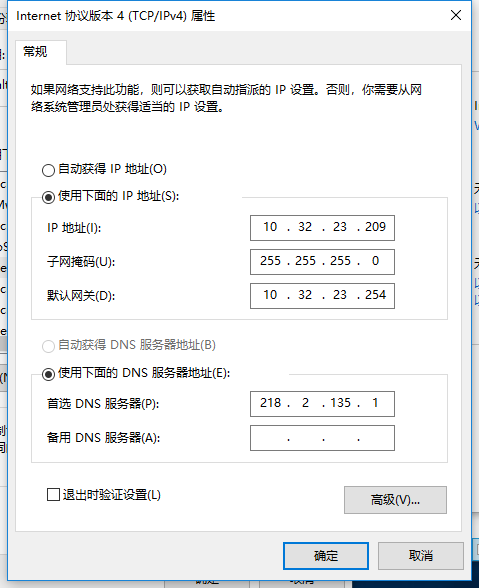 Internet 协议版本 4 (TCP/IPv4) 属性
常规
如果网络支持此功能，则可以获取自动指派的 IP 设置。否则，你需要从网
络系统管理员处获得适当的 IP 设置。
自动获得 IP 地址(O)
使用下面的 IP 地址(S):
IP 地址(I): 10 . 32 . 23 . 209
子网掩码(U): 255 . 255 . 255 . 0
默认网关(D): 10 . 32 . 23 . 254
自动获得 DNS 服务器地址(B)
使用下面的 DNS 服务器地址(E):
首选 DNS 服务器(P): 218 . 2 . 135 . 1
备用 DNS 服务器(A): . . .
退出时验证设置(L)
高级(V)...
确定 取消